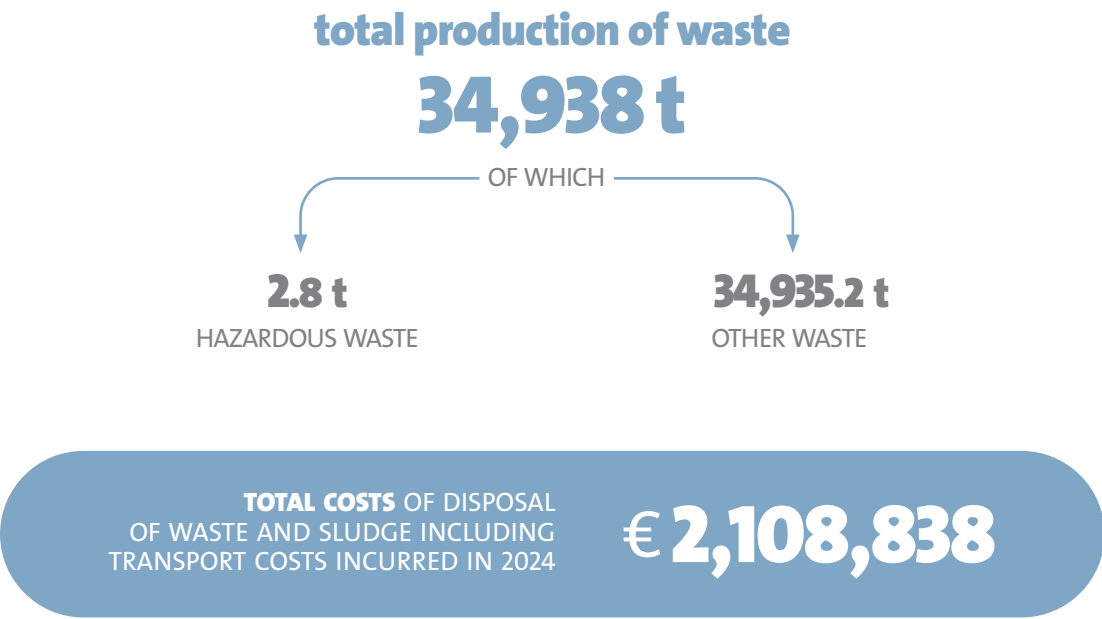 total production of waste
34,938 t
OF WHICH
2.8 t
HAZARDOUS WASTE
34,935.2 t
OTHER WASTE
TOTAL COSTS OF DISPOSAL
OF WASTE AND SLUDGE INCLUDING
TRANSPORT COSTS INCURRED IN 2024
€ 2,108,838